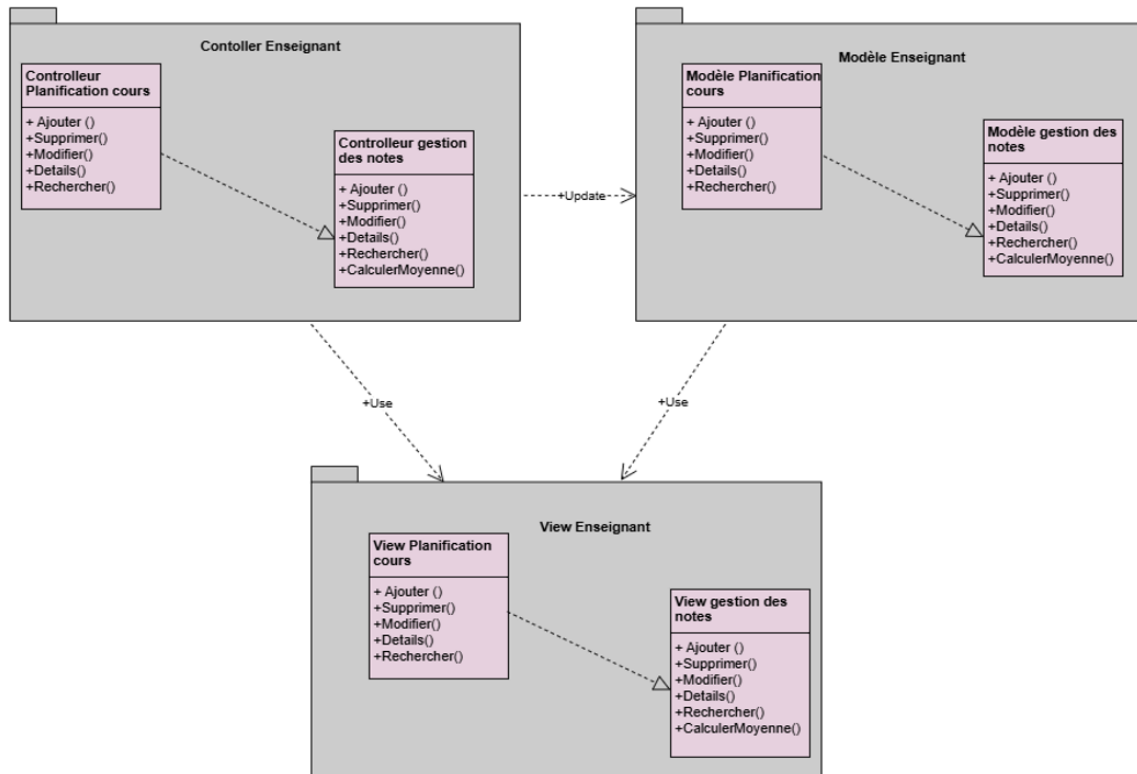 Contoller Enseignant
Controlleur
Planification cours
+ Ajouter ()
+Supprimer()
+Modifier()
+Details()
+Rechercher()
Controlleur gestion
des notes
+ Ajouter ()
+Supprimer()
+Modifier()
+Details()
+Rechercher()
+CalculerMoyenne()
+Update
Modèle Enseignant
Modèle Planification
cours
+ Ajouter ()
+Supprimer()
+Modifier()
+Details()
+Rechercher()
Modèle gestion des
notes
+ Ajouter ()
+Supprimer()
+Modifier()
+Details()
+Rechercher()
+CalculerMoyenne()
+Use
+Use
View Enseignant
View Planification
cours
+ Ajouter ()
+Supprimer()
+Modifier()
+Details()
+Rechercher()
View gestion des
notes
+ Ajouter ()
+Supprimer()
+Modifier()
+Details()
+Rechercher()
+CalculerMoyenne()